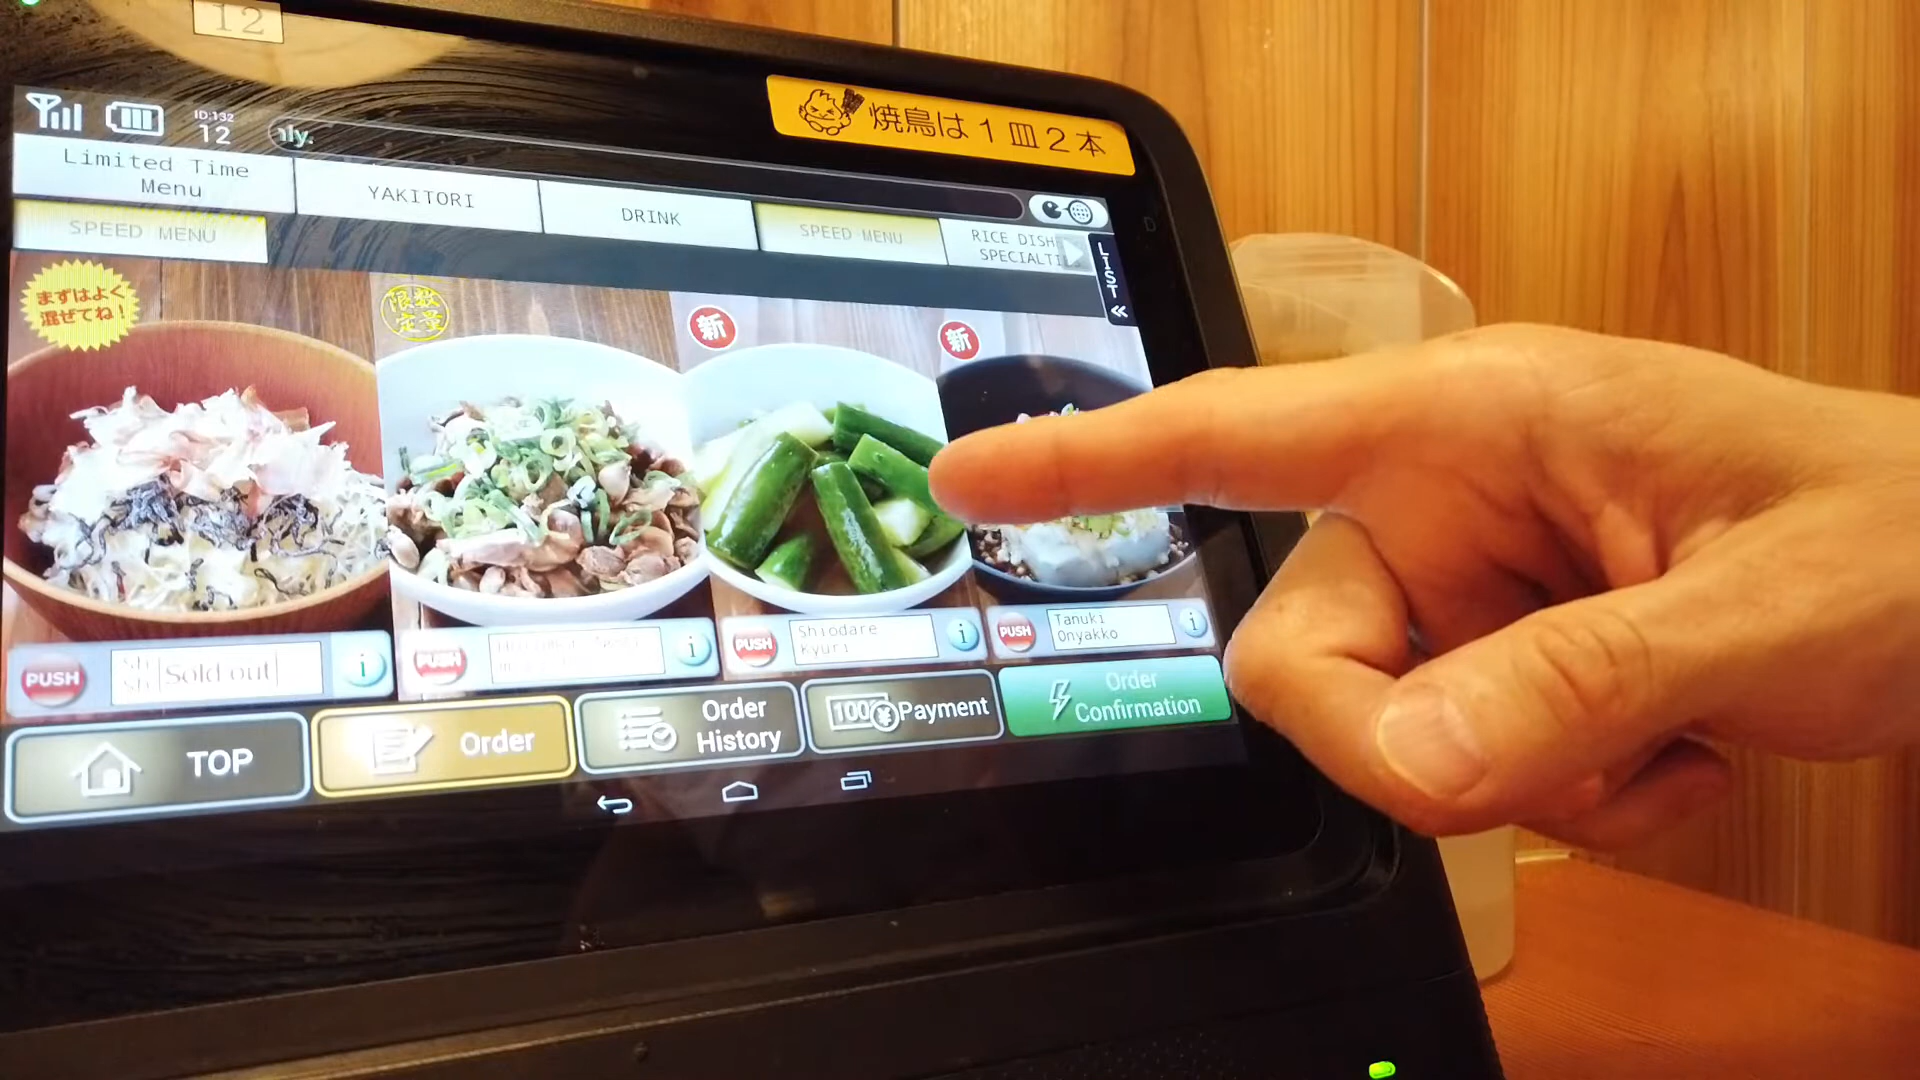 12
焼鳥は1皿2本
ID:132
12
nly.
Limited Time
Menu
YAKITORI
DRINK
SPEED MENU
RICE DISH
SPECIALTI
SPEED MENU
LIST
まずはよく
混ぜてね!
限数
定量
新
新
PUSH
Sold out
i
PUSH
i
PUSH
Shiodare
Kyuri
i
PUSH
Tanuki
Onyakko
i
TOP
Order
Order
History
100
¥
Payment
Order
Confirmation